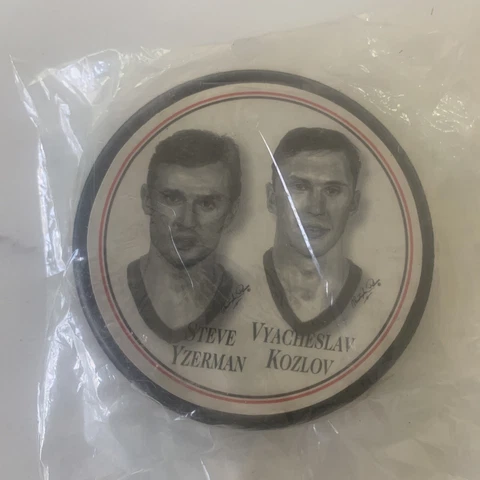 STEVE
YZERMAN
VYACHESLAV
KOZLOV